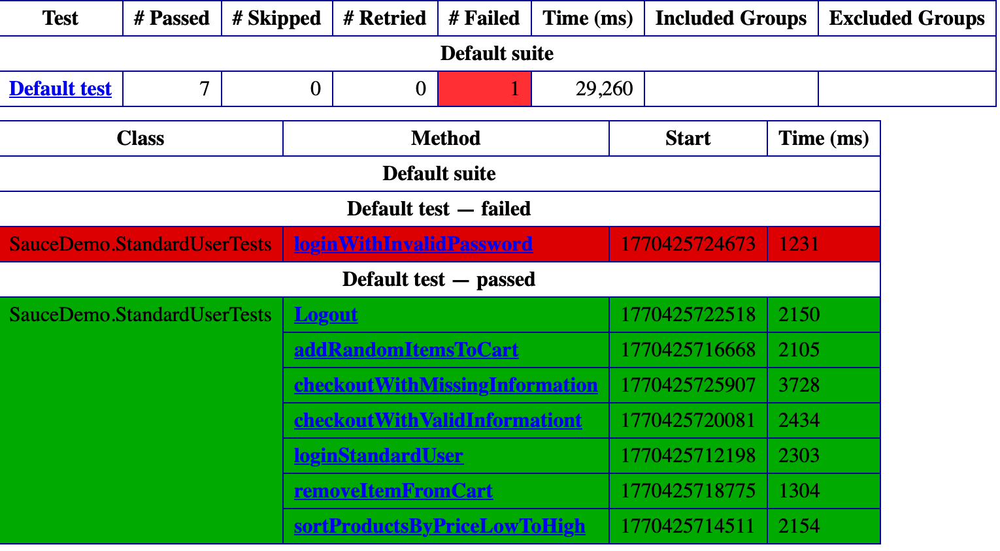 Test # Passed # Skipped # Retried # Failed Time (ms) Included Groups Excluded Groups
Default suite
Default test 7 0 0 1 29,260
Class Method Start Time (ms)
Default suite
Default test — failed
SauceDemo.StandardUserTests loginWithInvalidPassword 1770425724673 1231
Default test — passed
SauceDemo.StandardUserTests Logout 1770425722518 2150
addRandomItemsToCart 1770425716668 2105
checkoutWithMissingInformation 1770425725907 3728
checkoutWithValidInformationt 1770425720081 2434
loginStandardUser 1770425712198 2303
removeItemFromCart 1770425718775 1304
sortProductsByPriceLowToHigh 1770425714511 2154